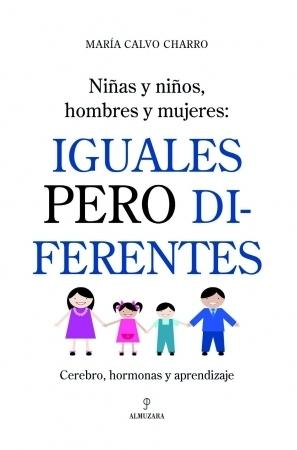 MARÍA CALVO CHARRO
Niñas y niños,
hombres y mujeres:
IGUALES
PERO DI-
FERENTES
Cerebro, hormonas y aprendizaje
ALMUZARA